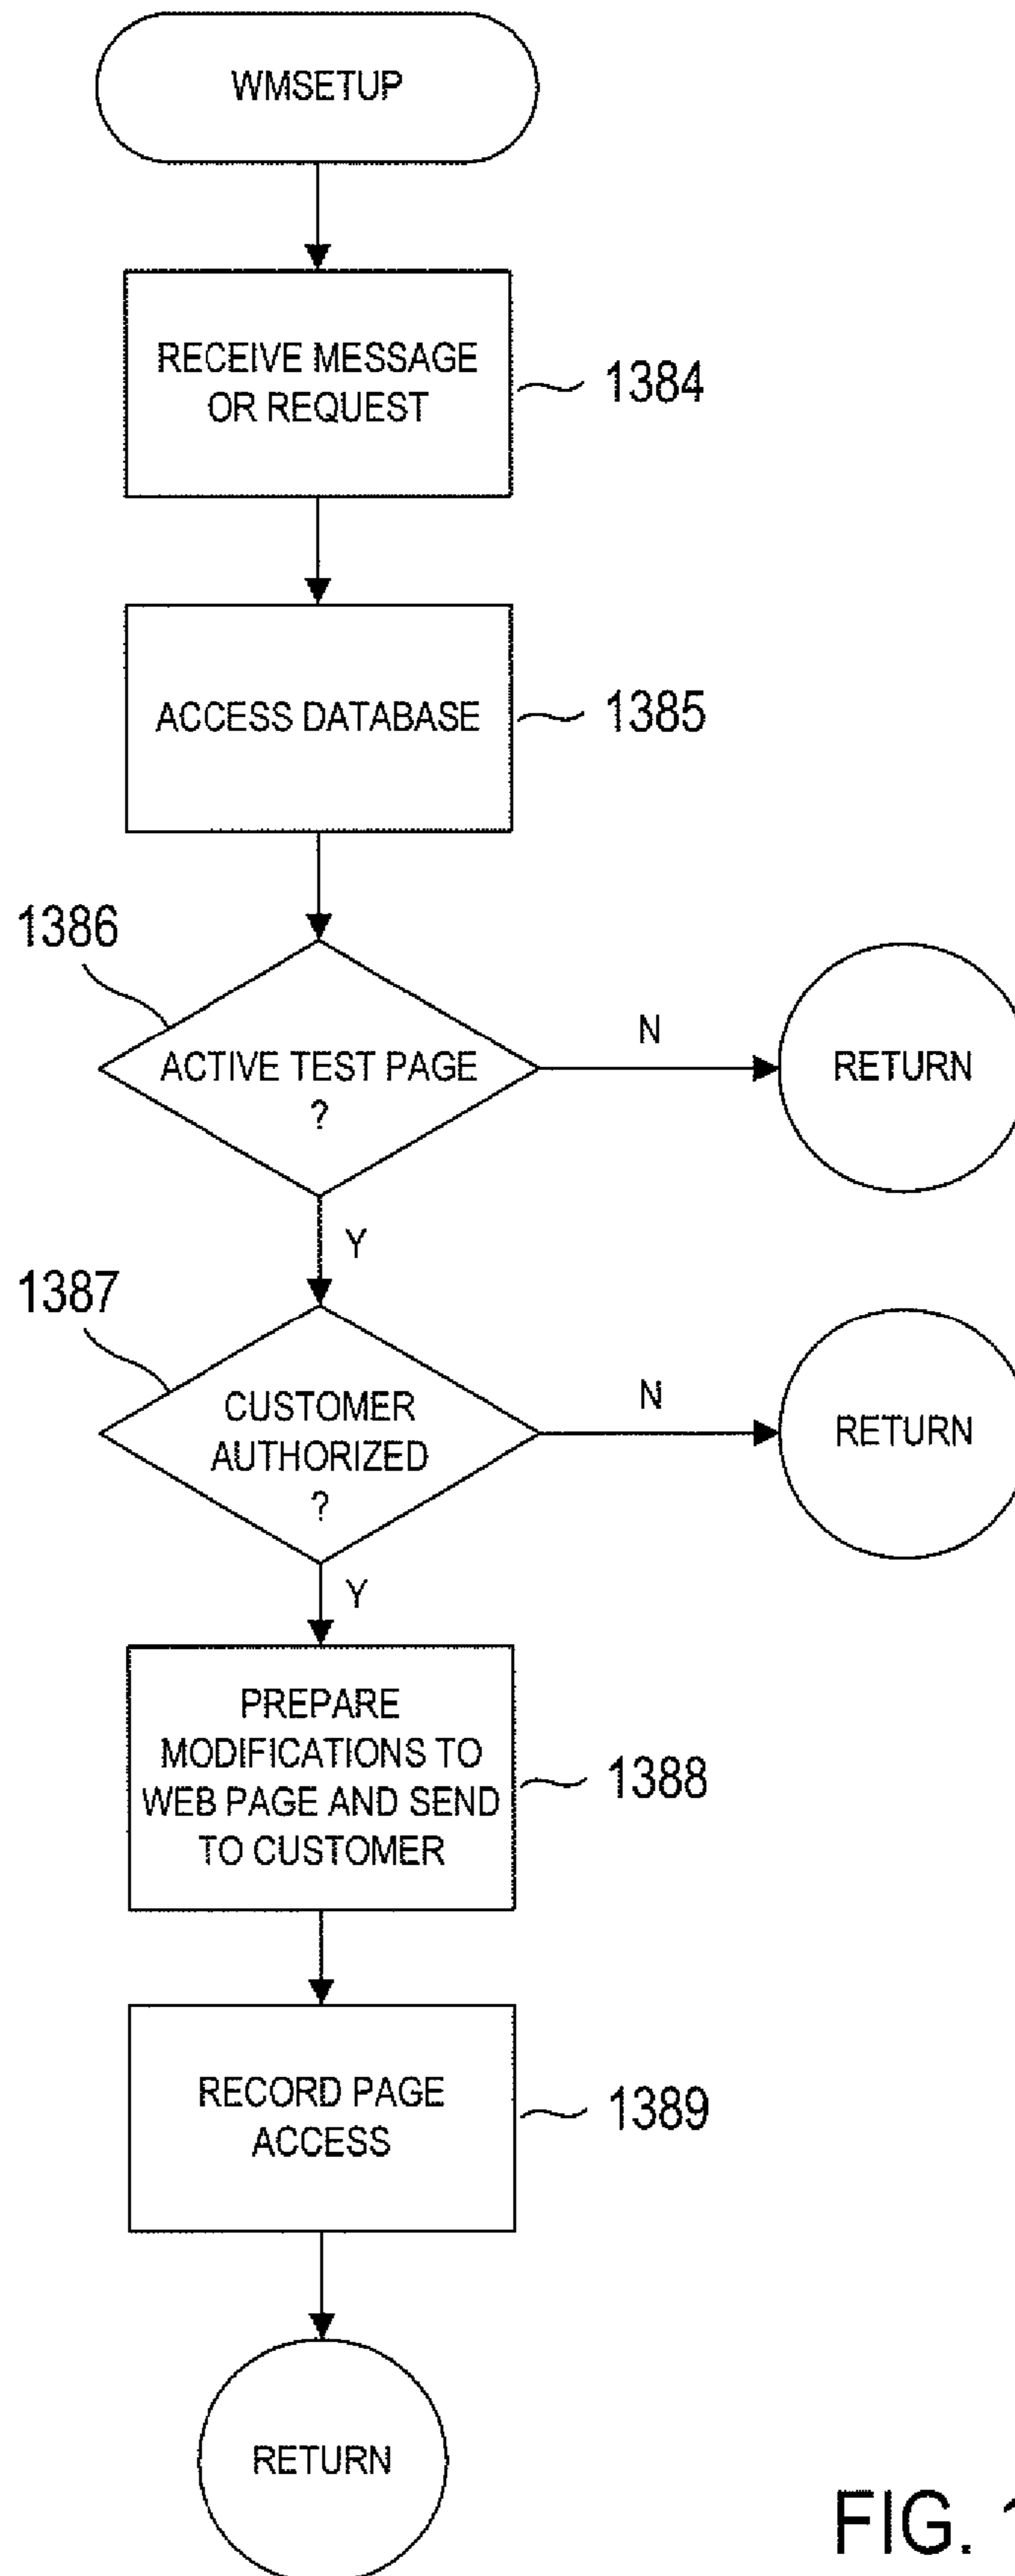 WMSETUP
RECEIVE MESSAGE
OR REQUEST
1384
ACCESS DATABASE
1385
1386
ACTIVE TEST PAGE
?
N
RETURN
Y
1387
CUSTOMER
AUTHORIZED
?
N
RETURN
Y
PREPARE
MODIFICATIONS TO
WEB PAGE AND SEND
TO CUSTOMER
1388
RECORD PAGE
ACCESS
1389
RETURN
FIG.